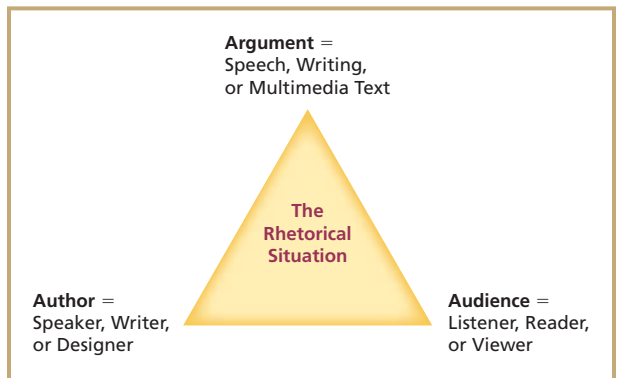 Argument =
Speech, Writing,
or Multimedia Text
The
Rhetorical
Situation
Author =
Speaker, Writer,
or Designer
Audience =
Listener, Reader,
or Viewer